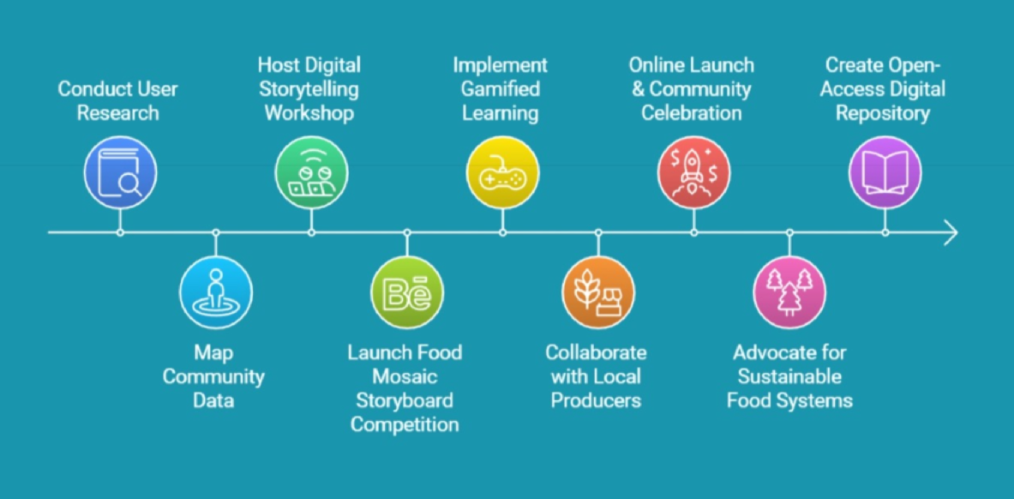 Conduct User
Research
Host Digital
Storytelling
Workshop
Implement
Gamified
Learning
Online Launch
& Community
Celebration
Create Open-
Access Digital
Repository
Bē
Map
Community
Data
Launch Food
Mosaic
Storyboard
Competition
Collaborate
with Local
Producers
Advocate for
Sustainable
Food Systems